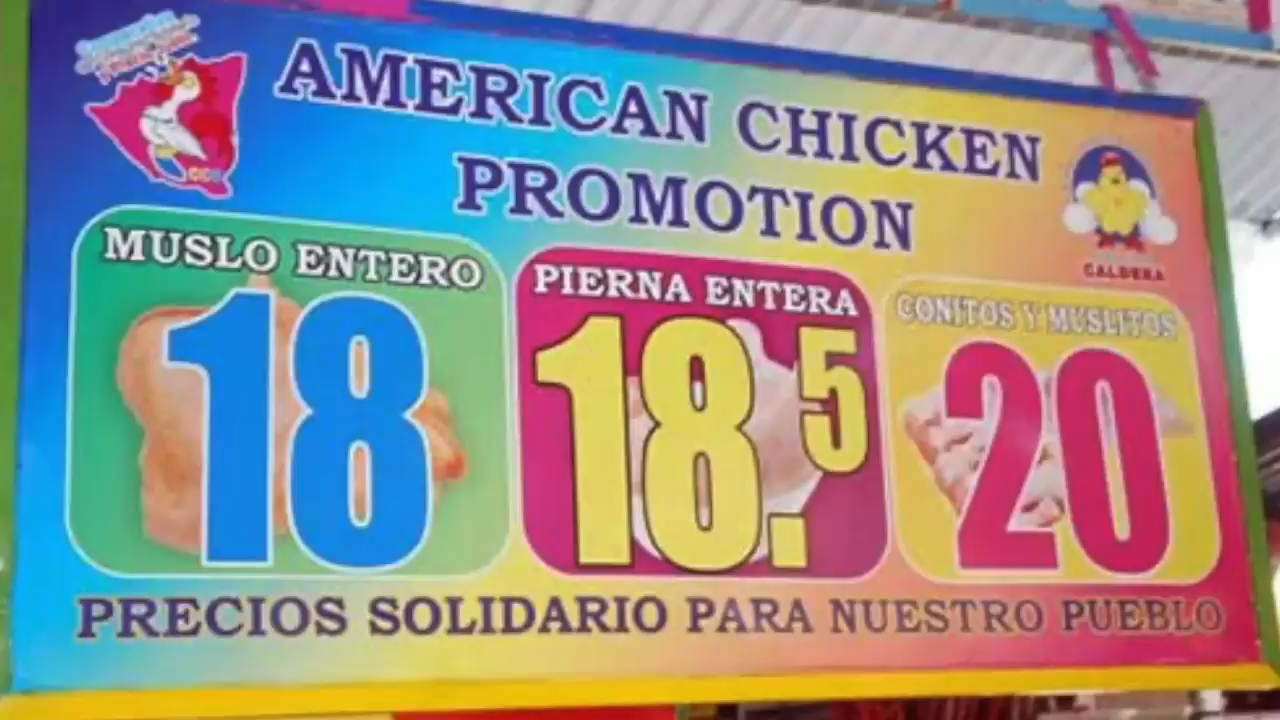 AMERICAN CHICKEN
PROMOTION
CALDERA
MUSLO ENTERO
18
PIERNA ENTERA
18.5
CONITOS Y MUSLITOS
20
PRECIOS SOLIDARIO PARA NUESTRO PUEBLO